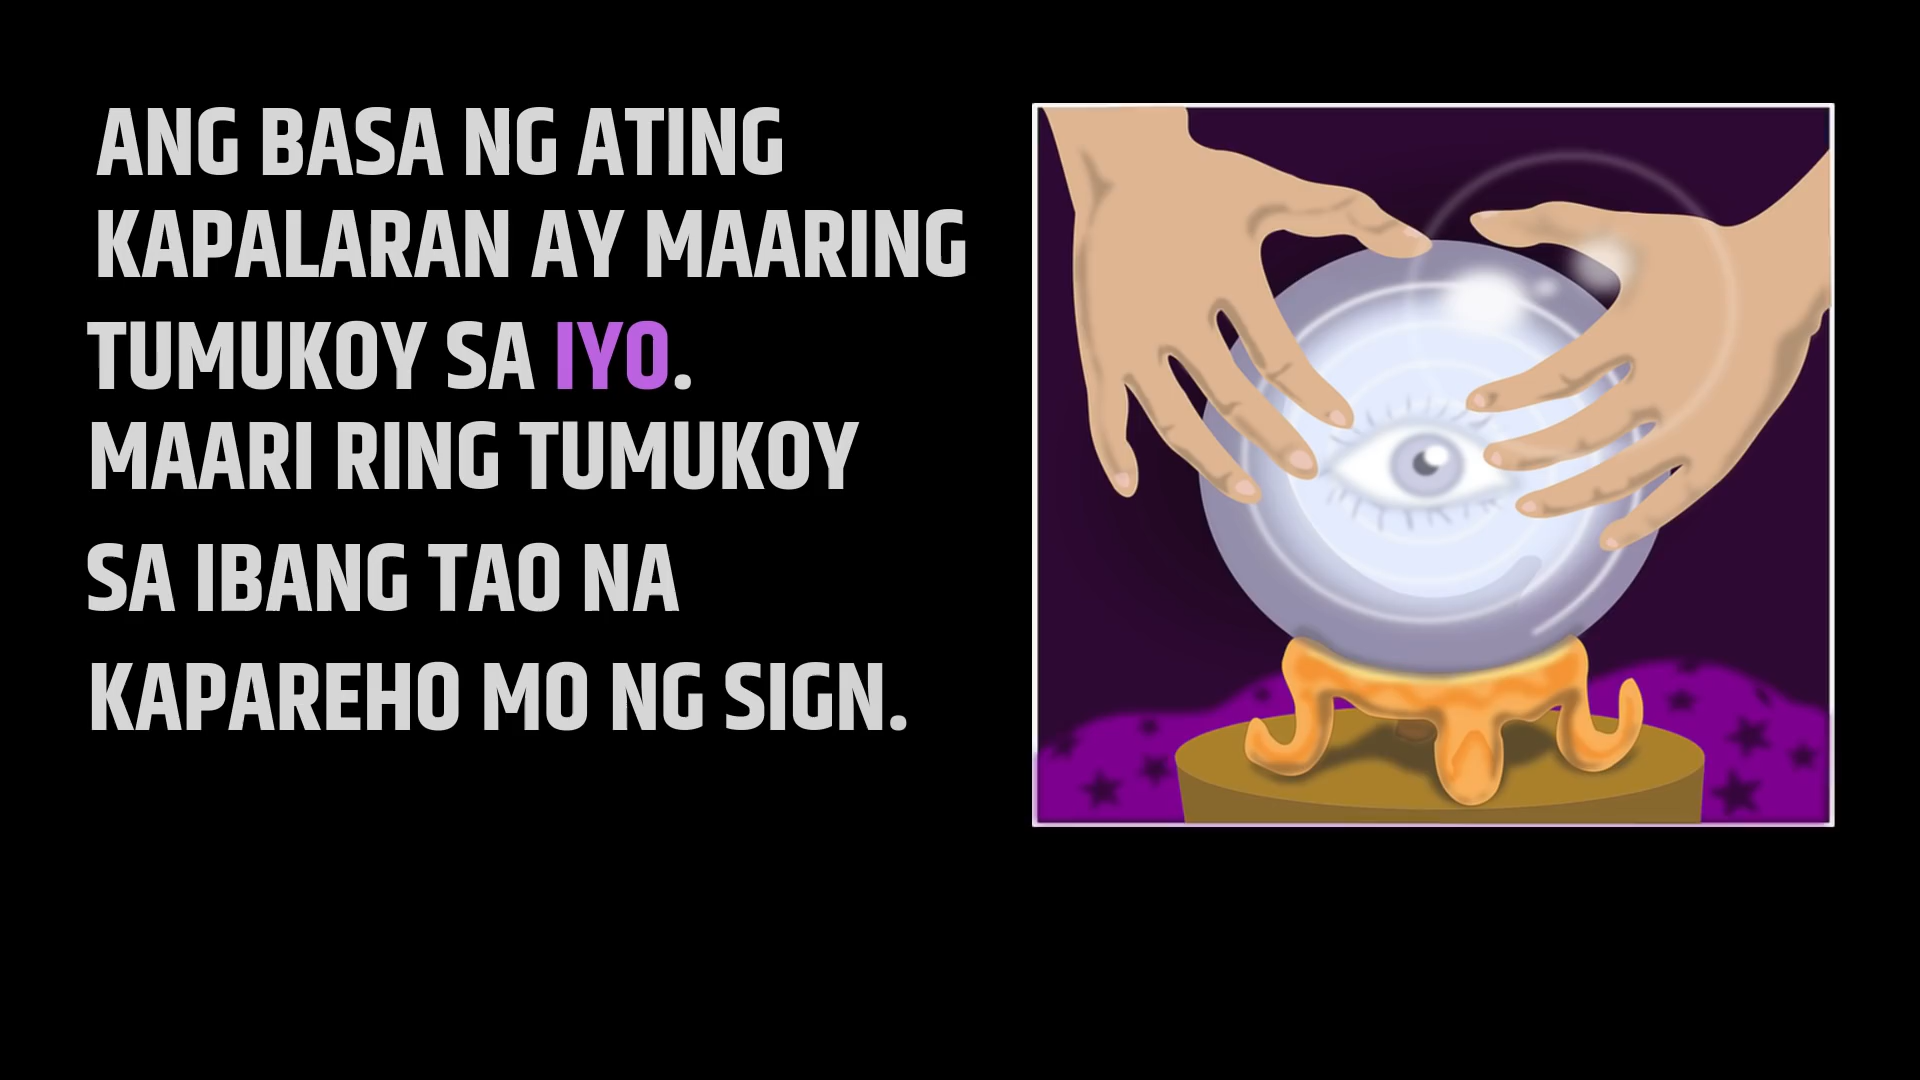 ANG BASA NG ATING
KAPALARAN AY MAARING
TUMUKOY SA IYO.
MAARI RING TUMUKOY
SA IBANG TAO NA
KAPAREHO MO NG SIGN.